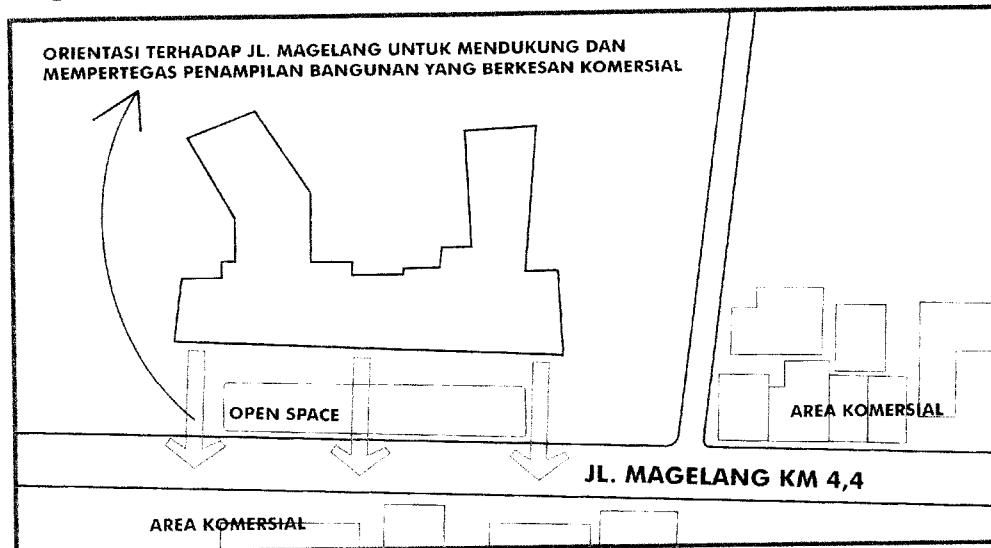 ORIENTASI TERHADAP JL. MAGELANG UNTUK MENDUKUNG DAN
MEMPERTEGAS PENAMPILAN BANGUNAN YANG BERKESAN KOMERSIAL
OPEN SPACE
AREA KOMERSIAL
JL. MAGELANG KM 4,4
AREA KOMERSIAL